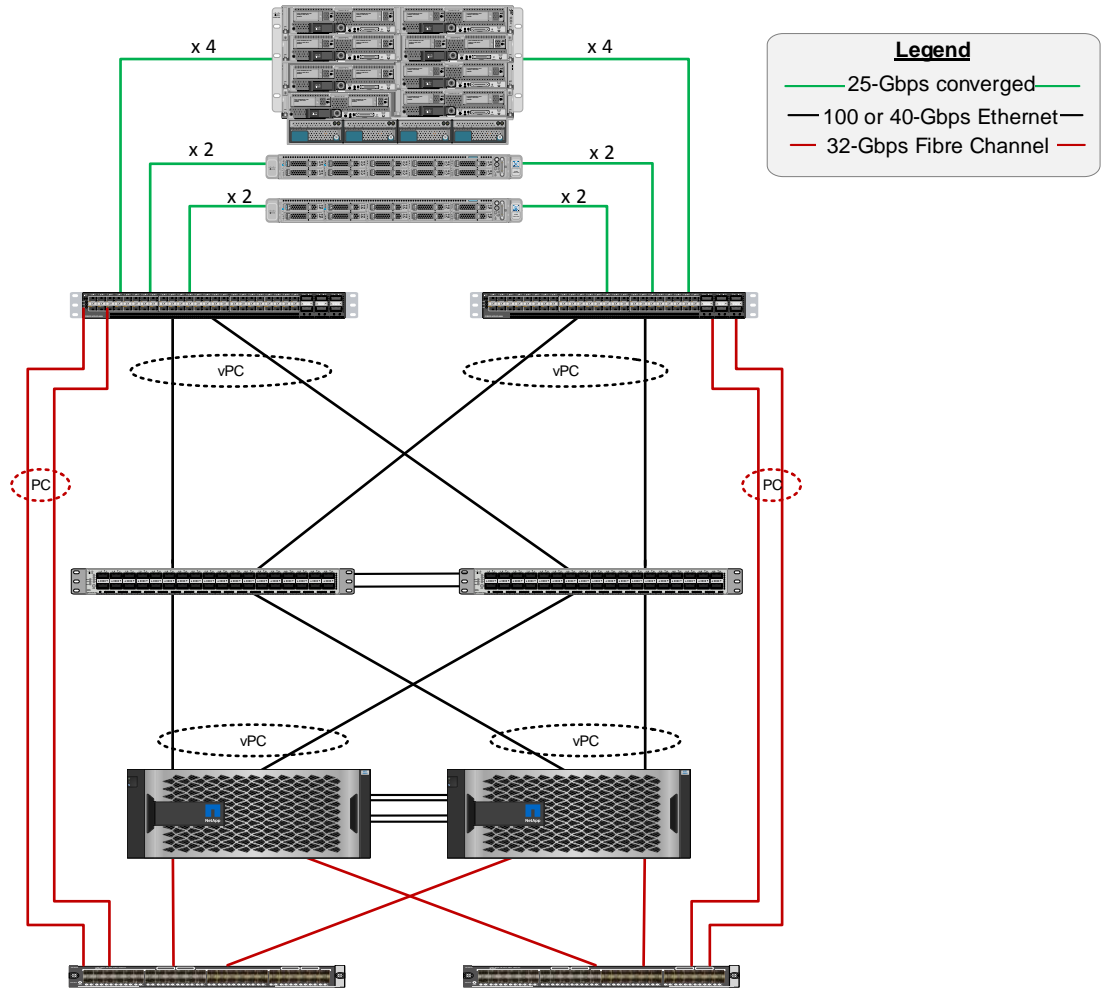 x 4
x 4
Legend
25-Gbps converged
100 or 40-Gbps Ethernet
32-Gbps Fibre Channel
x 2
x 2
x 2
x 2
vPC
vPC
PC
PC
vPC
vPC
NetApp
NetApp